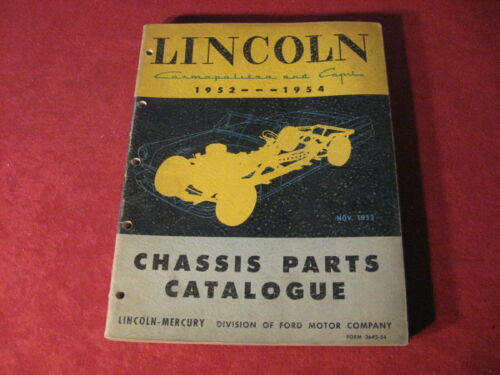 LINCOLN
Cosmopolitan and Capri
1952---1954
NOV. 1953
CHASSIS PARTS
CATALOGUE
LINCOLN-MERCURY DIVISION OF FORD MOTOR COMPANY
FORM 3642-54